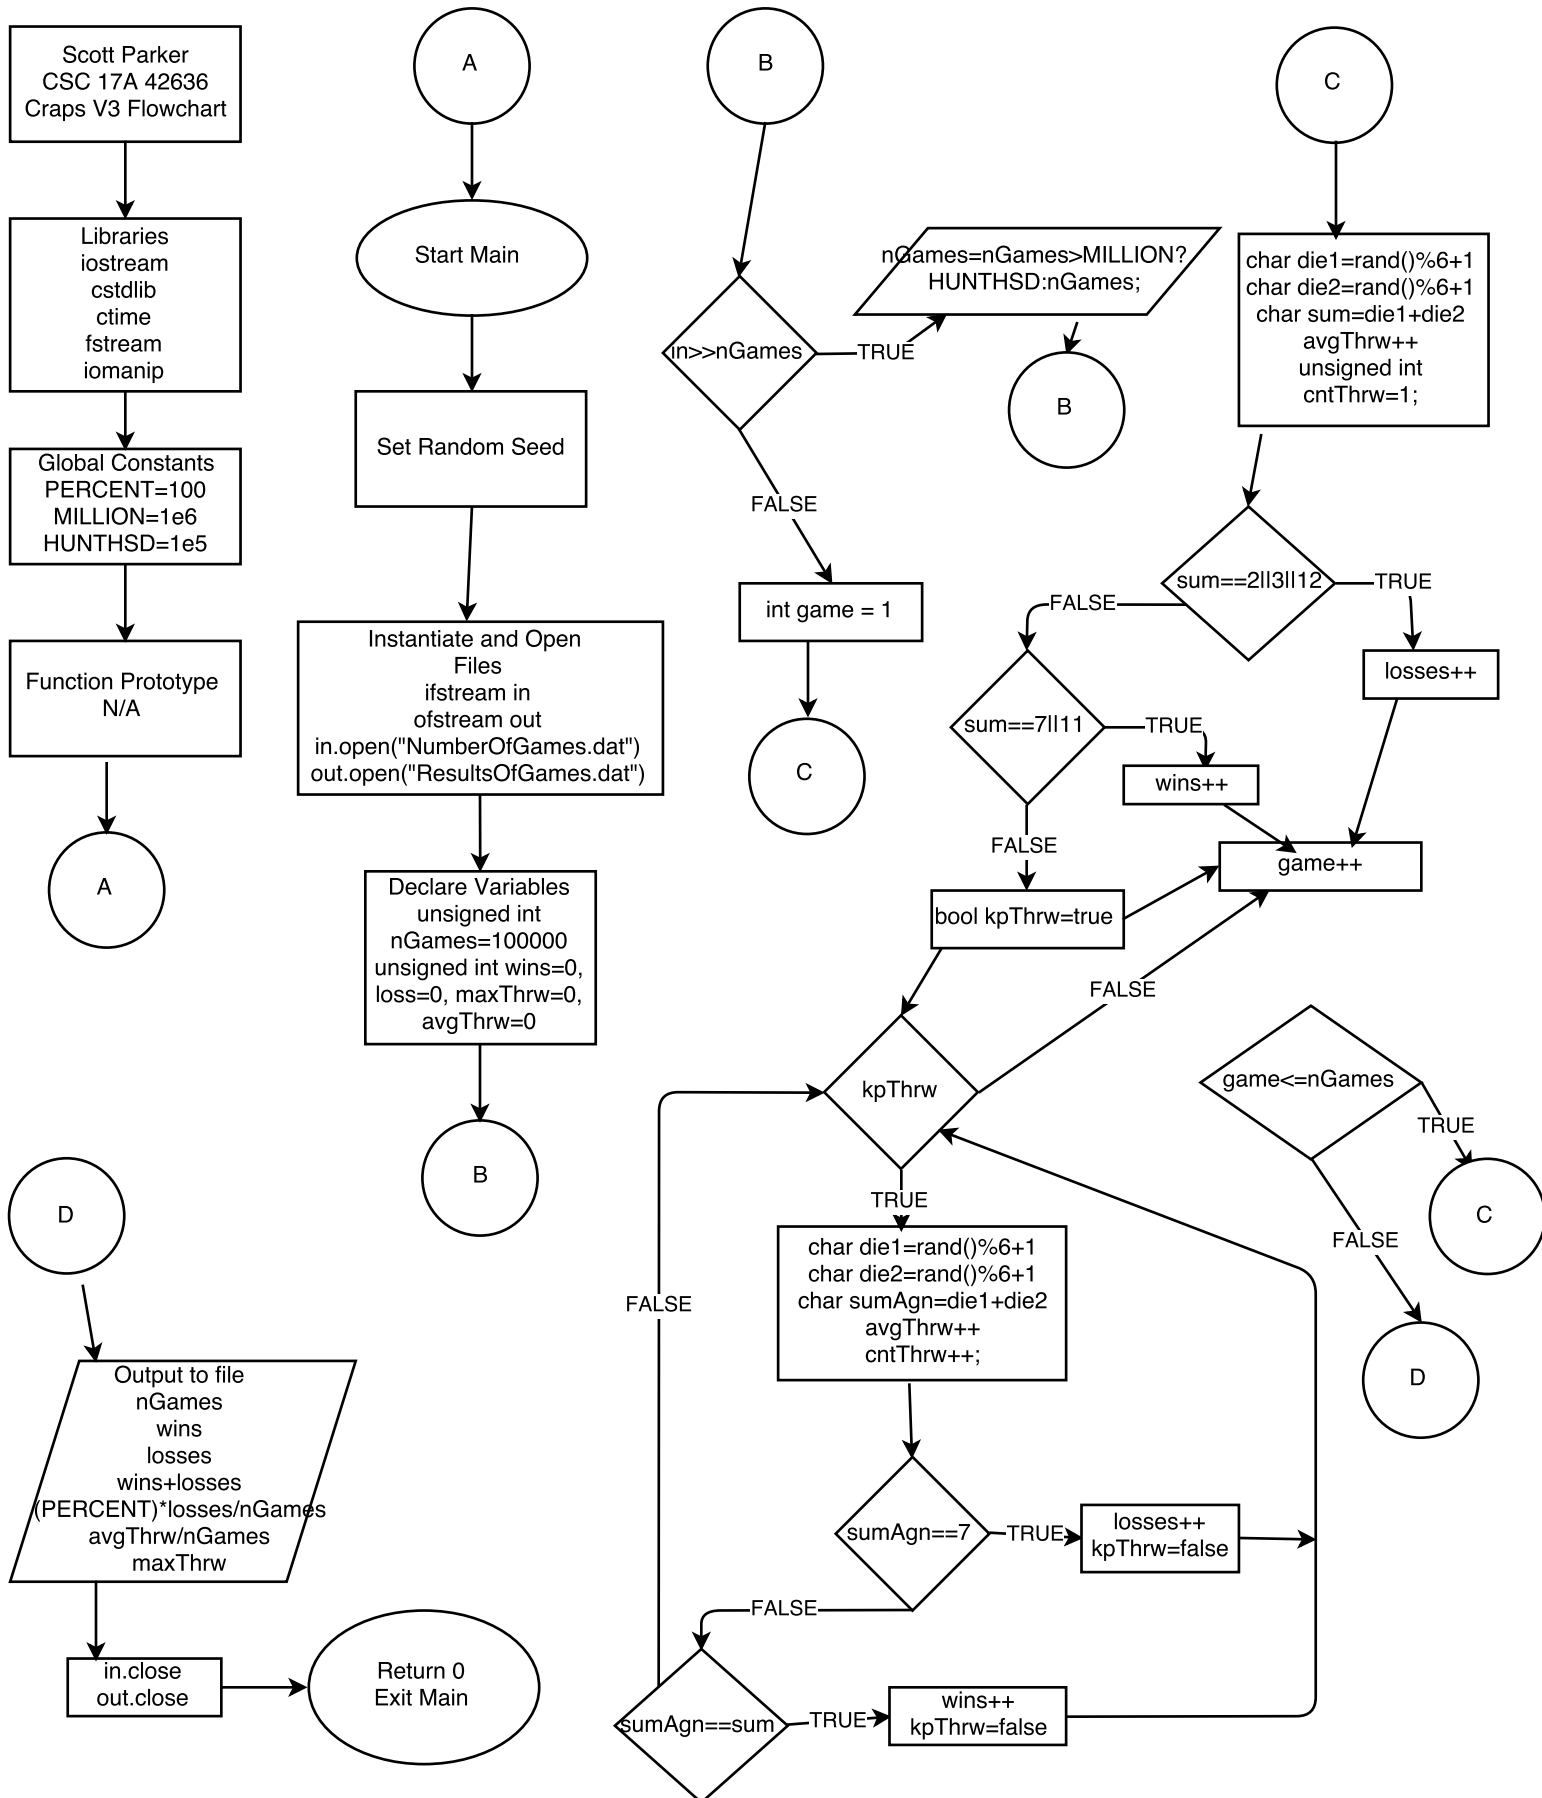 Scott Parker
CSC 17A 42636
Craps V3 Flowchart
Libraries
iostream
cstdlib
ctime
fstream
iomanip
Global Constants
PERCENT=100
MILLION=1e6
HUNTHSD=1e5
Function Prototype
N/A
A
A
Start Main
Set Random Seed
Instantiate and Open
Files
ifstream in
ofstream out
in.open("NumberOfGames.dat")
out.open("ResultsOfGames.dat")
Declare Variables
unsigned int
nGames=100000
unsigned int wins=0,
loss=0, maxThrw=0,
avgThrw=0
B
B
in>>nGames
TRUE
nGames=nGames>MILLION?
HUNTHSD:nGames;
B
FALSE
int game = 1
C
C
char die1=rand()%6+1
char die2=rand()%6+1
char sum=die1+die2
avgThrw++
unsigned int
cntThrw=1;
sum==2||3||12
TRUE
losses++
FALSE
sum==7||11
TRUE
wins++
game++
FALSE
bool kpThrw=true
kpThrw
FALSE
TRUE
char die1=rand()%6+1
char die2=rand()%6+1
char sumAgn=die1+die2
avgThrw++
cntThrw++;
sumAgn==7
TRUE
losses++
kpThrw=false
FALSE
sumAgn==sum
TRUE
wins++
kpThrw=false
FALSE
game<=nGames
TRUE
C
FALSE
D
D
Output to file
nGames
wins
losses
wins+losses
(PERCENT)*losses/nGames
avgThrw/nGames
maxThrw
in.close
out.close
Return 0
Exit Main